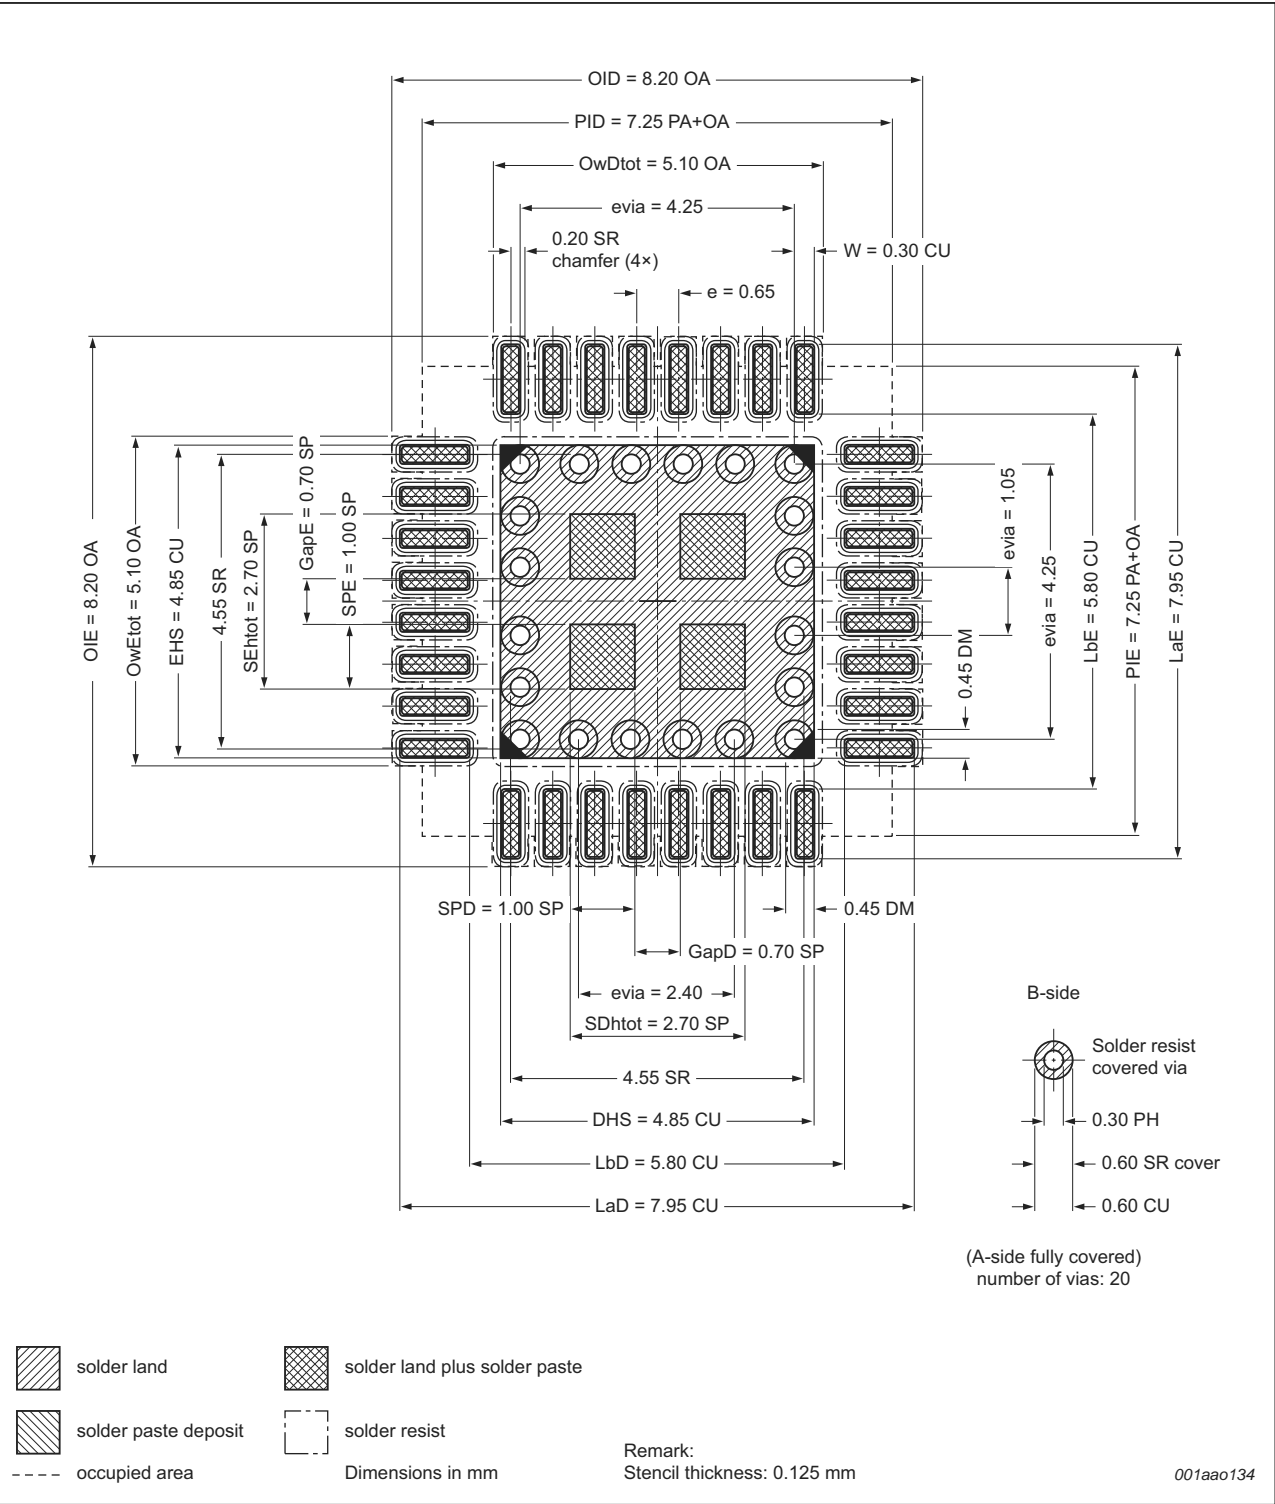 OID = 8.20 OA
PID = 7.25 PA+OA
OwDtot = 5.10 OA
evia = 4.25
0.20 SR
chamfer (4×)
W = 0.30 CU
e = 0.65
OIE = 8.20 OA
OwEtot = 5.10 OA
EHS = 4.85 CU
4.55 SR
SEhtot = 2.70 SP
GapE = 0.70 SP
SPE = 1.00 SP
0.45 DM
evia = 1.05
evia = 4.25
LbE = 5.80 CU
PIE = 7.25 PA+OA
LaE = 7.95 CU
SPD = 1.00 SP
0.45 DM
GapD = 0.70 SP
evia = 2.40
SDhtot = 2.70 SP
4.55 SR
DHS = 4.85 CU
LbD = 5.80 CU
LaD = 7.95 CU
B-side
Solder resist
covered via
0.30 PH
0.60 SR cover
0.60 CU
(A-side fully covered)
number of vias: 20
solder land
solder land plus solder paste
solder paste deposit
solder resist
occupied area
Dimensions in mm
Remark:
Stencil thickness: 0.125 mm
001aao134